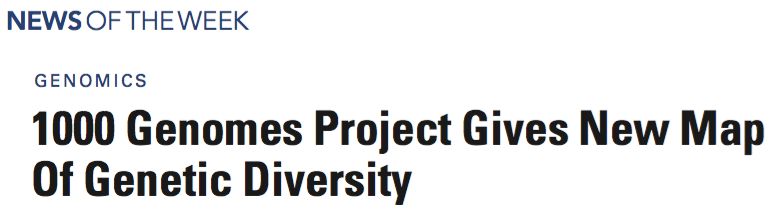 NEWS OF THE WEEK
GENOMICS
1000 Genomes Project Gives New Map
Of Genetic Diversity